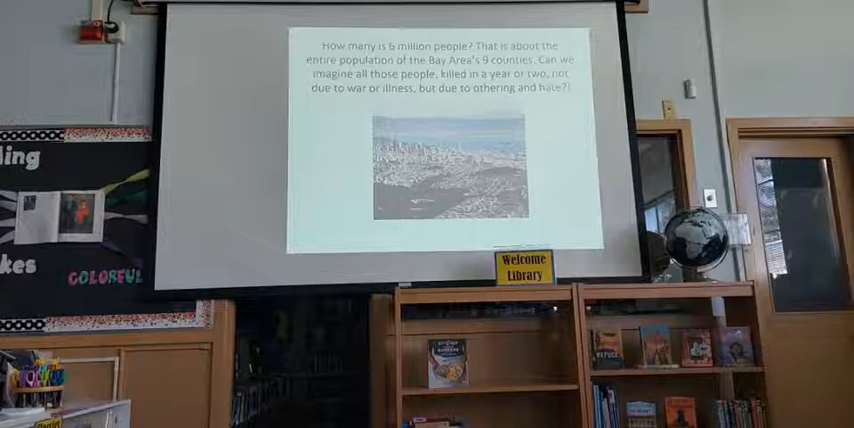 How many is 6 million people? That is about the
entire population of the Bay Area's 9 counties. Can we
imagine all those people, killed in a year or two, not
due to war or illness, but due to othering and hate?!
ling
kes
COLORFUL
Welcome
Library
REFUGEE